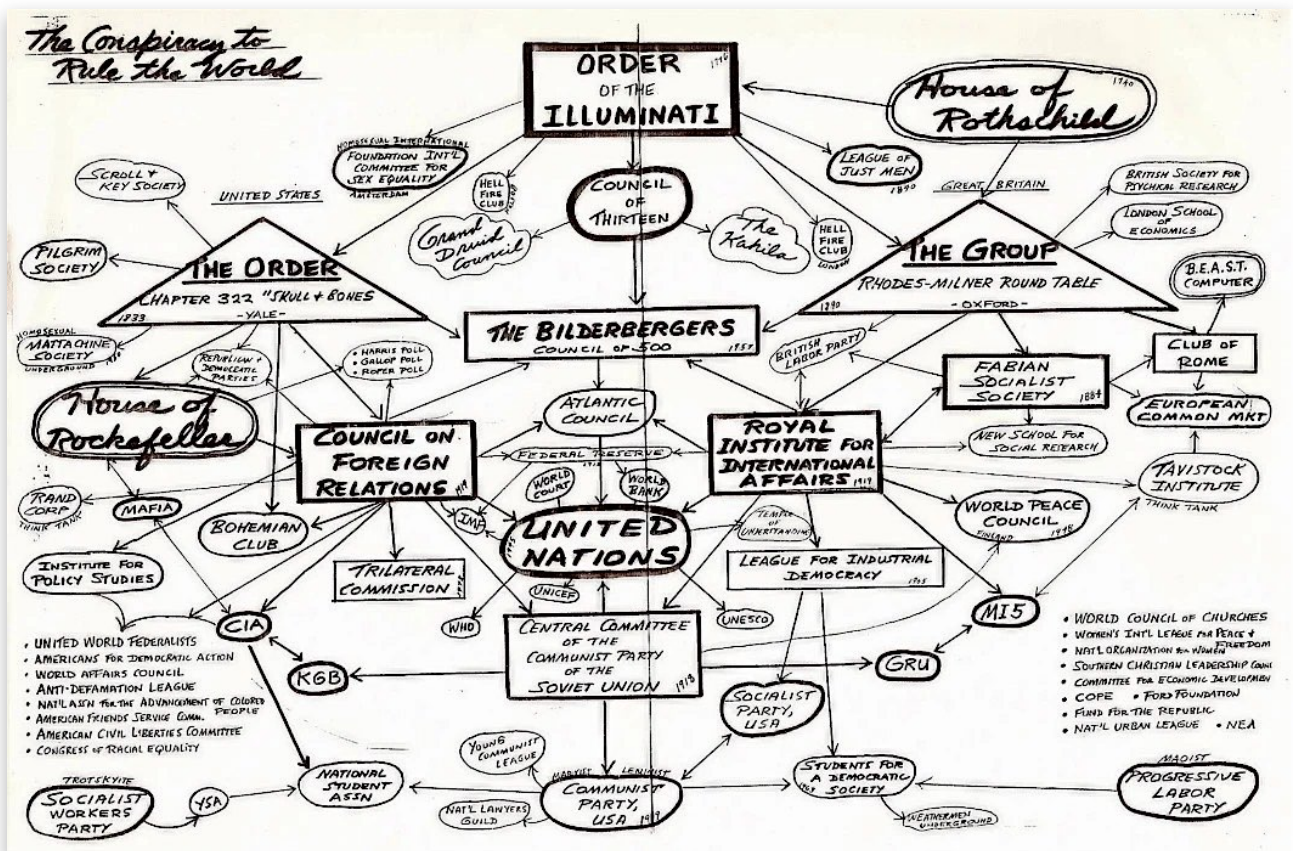 The Conspiracy to
Rule the World
ORDER
OF THE
ILLUMINATI
1776
House of
Rothschild
HOMOSEXUAL INTERNATIONAL
FOUNDATION INT'L
COMMITTEE FOR
SEX EQUALITY
AMSTERDAM
HELL
FIRE
CLUB
COUNCIL
OF
THIRTEEN
LEAGUE OF
JUST MEN
SCROLL &
KEY SOCIETY
UNITED STATES
GREAT BRITAIN
BRITISH SOCIETY FOR
PSYCHICAL RESEARCH
Grand
Druid
Council
The
Kahila
HELL
FIRE
CLUB
LONDON
LONDON SCHOOL
OF
ECONOMICS
PILGRIM
SOCIETY
THE ORDER
CHAPTER 322 "SKULL & BONES
-YALE-
1833
THE GROUP
RHODES-MILNER ROUND TABLE
-OXFORD-
B.E.A.S.T.
COMPUTER
HOMOSEXUAL
MATTACHINE
SOCIETY
UNDERGROUND
THE BILDERBERGERS
COUNCIL OF 500
REPUBLICAN &
DEMOCRATIC
PARTIES
• HARRIS POLL
• GALLOP POLL
• ROPER POLL
BRITISH
LABOR PARTY
CLUB OF
ROME
FABIAN
SOCIALIST
SOCIETY
1884
House of
Rockefeller
ATLANTIC
COUNCIL
EUROPEAN
COMMON MKT
COUNCIL ON
FOREIGN
RELATIONS
FEDERAL RESERVE
ROYAL
INSTITUTE FOR
INTERNATIONAL
AFFAIRS
NEW SCHOOL FOR
SOCIAL RESEARCH
TAVISTOCK
INSTITUTE
THINK TANK
RAND
CORP
THINK TANK
MAFIA
BOHEMIAN
CLUB
WORLD
COURT
WORLD
BANK
IMF
UNITED
NATIONS
1945
TEMPLE
OF
UNDERSTANDING
WORLD PEACE
COUNCIL
FINLAND
INSTITUTE FOR
POLICY STUDIES
TRILATERAL
COMMISSION
UNICEF
LEAGUE FOR INDUSTRIAL
DEMOCRACY
1905
CIA
WHO
CENTRAL COMMITTEE
OF THE
COMMUNIST PARTY
OF THE
SOVIET UNION
UNESCO
MI5
KGB
GRU
• UNITED WORLD FEDERALISTS
• AMERICANS FOR DEMOCRATIC ACTION
• WORLD AFFAIRS COUNCIL
• ANTI-DEFAMATION LEAGUE
• NAT'L ASS'N FOR THE ADVANCEMENT OF COLORED
PEOPLE
• AMERICAN FRIENDS SERVICE COMM.
• AMERICAN CIVIL LIBERTIES COMMITTEE
• CONGRESS OF RACIAL EQUALITY
• WORLD COUNCIL OF CHURCHES
• WOMEN'S INT'L LEAGUE FOR PEACE &
FREEDOM
• NAT'L ORGANIZATION FOR WOMEN
• SOUTHERN CHRISTIAN LEADERSHIP
• COMMITTEE FOR ECONOMIC DEVELOPMEN
• COPE • FORD FOUNDATION
• FUND FOR THE REPUBLIC
• NAT'L URBAN LEAGUE • NEA
SOCIALIST
PARTY,
USA
YOUNG
COMMUNIST
LEAGUE
TROTSKYITE
SOCIALIST
WORKERS
PARTY
YSA
NATIONAL
STUDENT
ASSN
NAT'L LAWYERS
GUILD
MARXIST LENINIST
COMMUNIST
PARTY,
USA
STUDENTS FOR
A DEMOCRATIC
SOCIETY
WEATHERMEN
UNDERGROUND
MAOIST
PROGRESSIVE
LABOR
PARTY